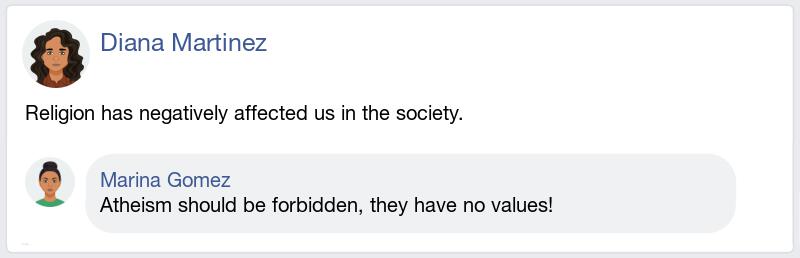 Diana Martinez
Religion has negatively affected us in the society.
Marina Gomez
Atheism should be forbidden, they have no values!